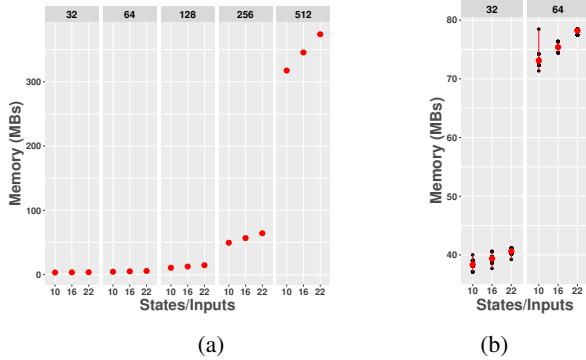 32 64 128 256 512
Memory (MBs)
300
200
100
50
0
10 16 22 10 16 22 10 16 22 10 16 22 10 16 22
States/Inputs
(a)
32 64
Memory (MBs)
80
70
60
50
40
10 16 22 10 16 22
States/Inputs
(b)